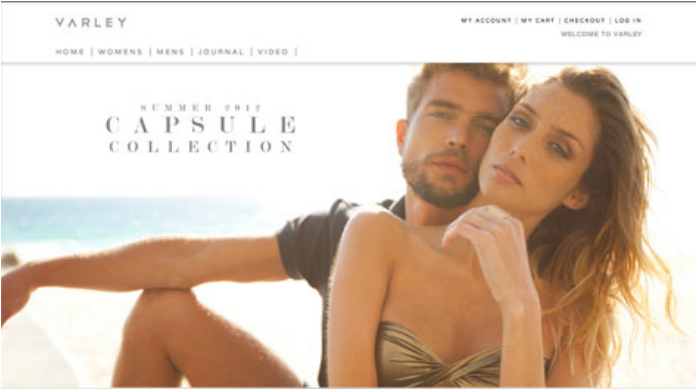 VARLEY
MY ACCOUNT | MY CART | CHECKOUT | LOG IN
WELCOME TO VARLEY
HOME | WOMENS | MENS | JOURNAL | VIDEO |
SUMMER 2012
CAPSULE
COLLECTION